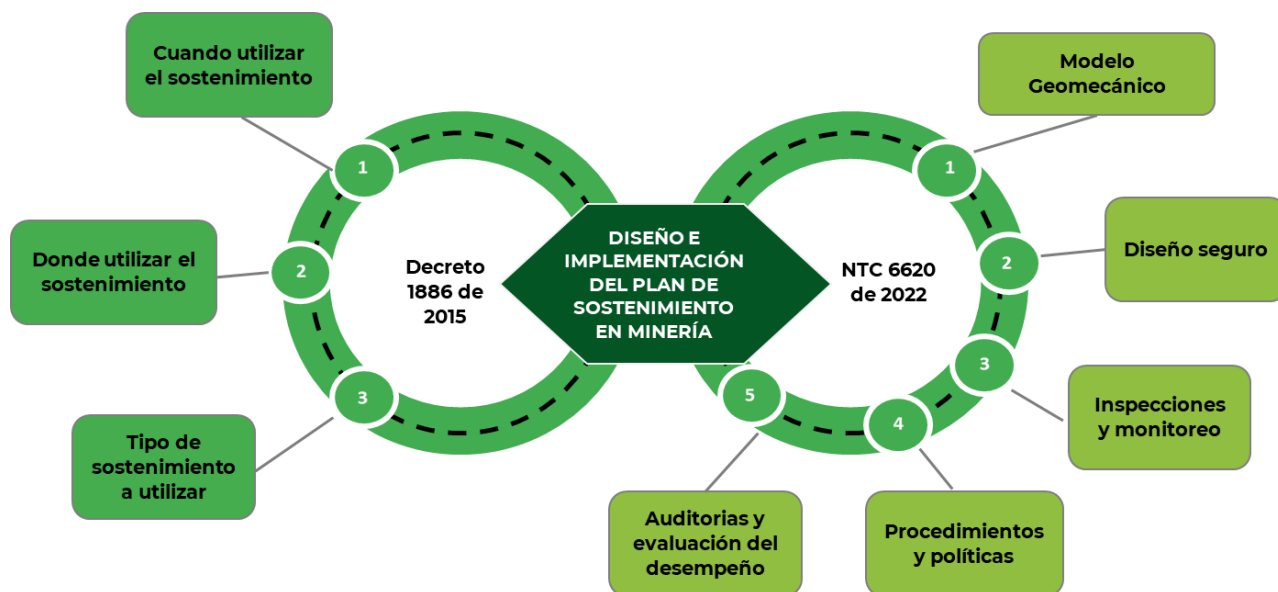 Cuando utilizar
el sostenimiento
1
Donde utilizar el
sostenimiento
2
Tipo de
sostenimiento
a utilizar
3
Decreto
1886 de
2015
DISEÑO E
IMPLEMENTACIÓN
DEL PLAN DE
SOSTENIMIENTO
EN MINERÍA
NTC 6620
de 2022
Modelo
Geomecánico
1
Diseño seguro
2
Inspecciones
y monitoreo
3
Procedimientos
y políticas
4
Auditorias y
evaluación del
desempeño
5